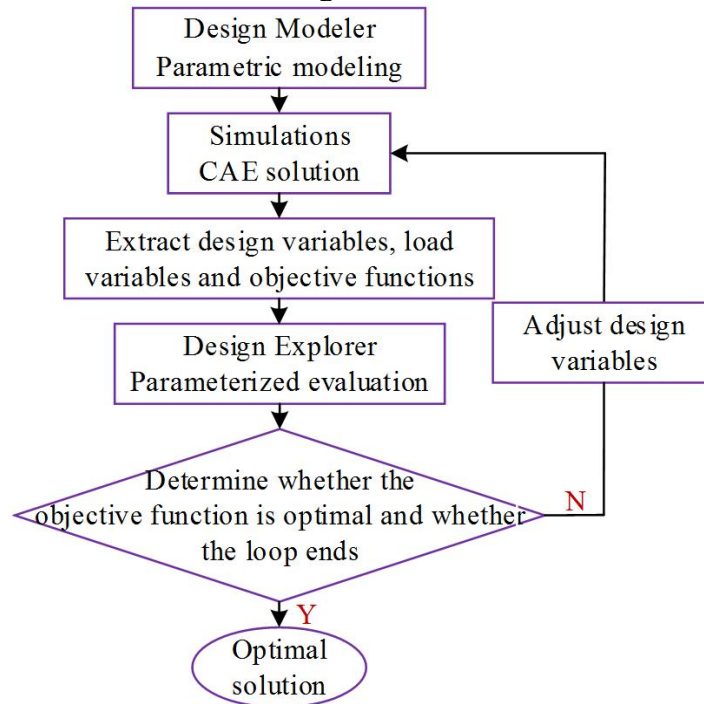 Design Modeler
Parametric modeling
Simulations
CAE solution
Extract design variables, load
variables and objective functions
Design Explorer
Parameterized evaluation
Adjust design
variables
Determine whether the
objective function is optimal and whether
the loop ends
N
Y
Optimal
solution